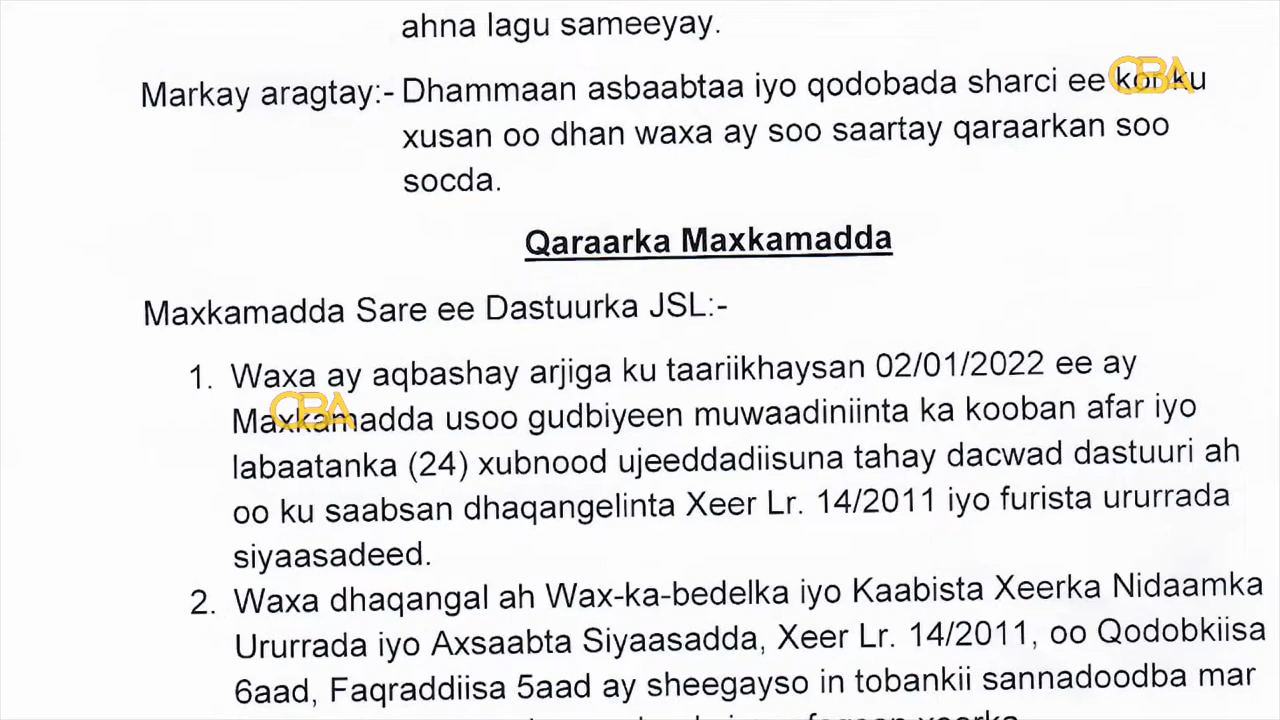 ahna lagu sameeyay.
Markay aragtay:- Dhammaan asbaabtaa iyo qodobada sharci ee kor ku
xusan oo dhan waxa ay soo saartay qaraarkan soo
socda.
Qaraarka Maxkamadda
Maxkamadda Sare ee Dastuurka JSL:-
1. Waxa ay aqbashay arjiga ku taariikhaysan 02/01/2022 ee ay
Maxkamadda usoo gudbiyeen muwaadiniinta ka kooban afar iyo
labaatanka (24) xubnood ujeeddadiisuna tahay dacwad dastuuri ah
oo ku saabsan dhaqangelinta Xeer Lr. 14/2011 iyo furista ururrada
siyaasadeed.
2. Waxa dhaqangal ah Wax-ka-bedelka iyo Kaabista Xeerka Nidaamka
Ururrada iyo Axsaabta Siyaasadda, Xeer Lr. 14/2011, oo Qodobkiisa
6aad, Faqraddiisa 5aad ay sheegayso in tobankii sannadoodba mar
CBA
CBA